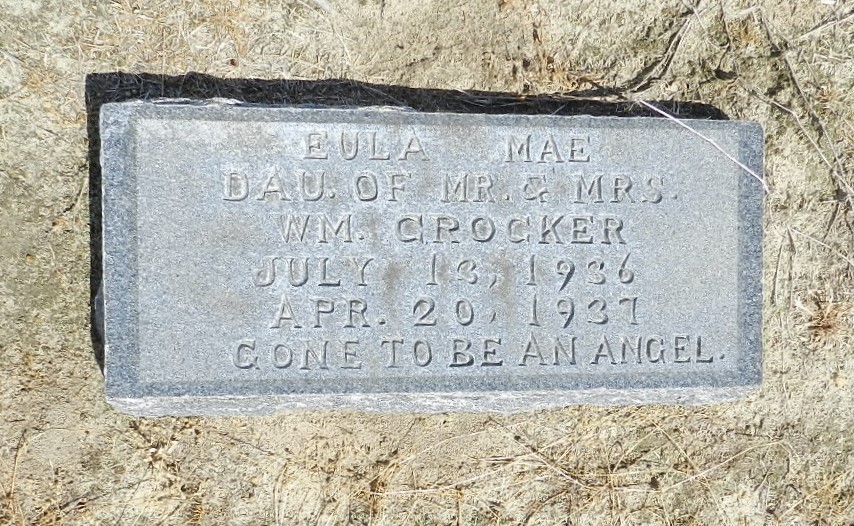 EULA MAE
DAU. OF MR. & MRS.
WM. CROCKER
JULY 13, 1936
APR. 20, 1937
GONE TO BE AN ANGEL.